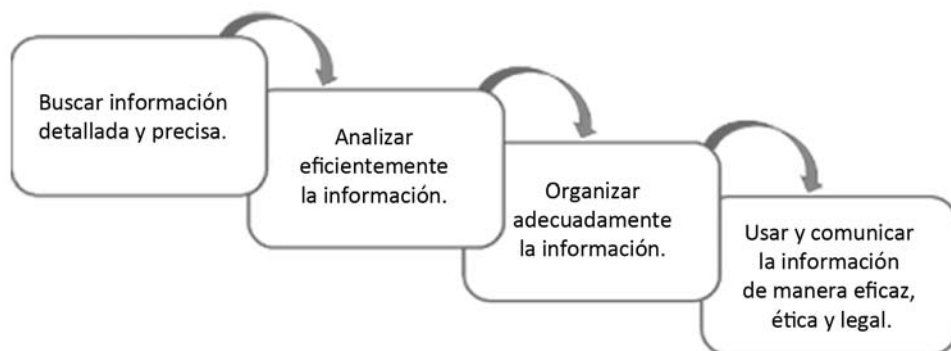 Buscar información
detallada y precisa.
Analizar
eficientemente
la información.
Organizar
adecuadamente
la información.
Usar y comunicar
la información
de manera eficaz,
ética y legal.